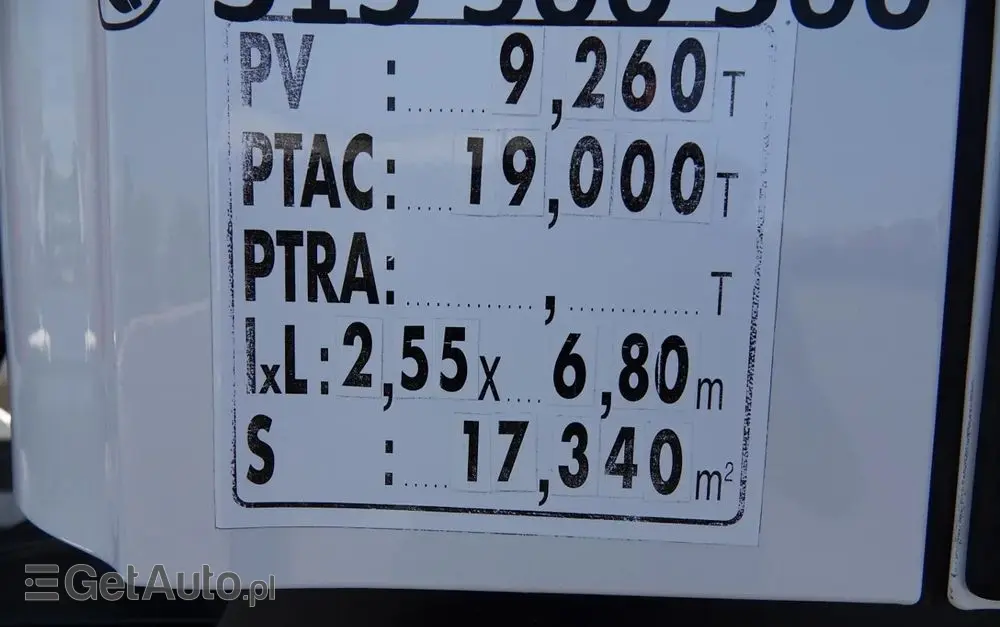 PV : 9,260 T
PTAC : 19,000 T
PTRA : , T
lxL : 2,55 x 6,80 m
S : 17,340 m²
GetAuto.pl